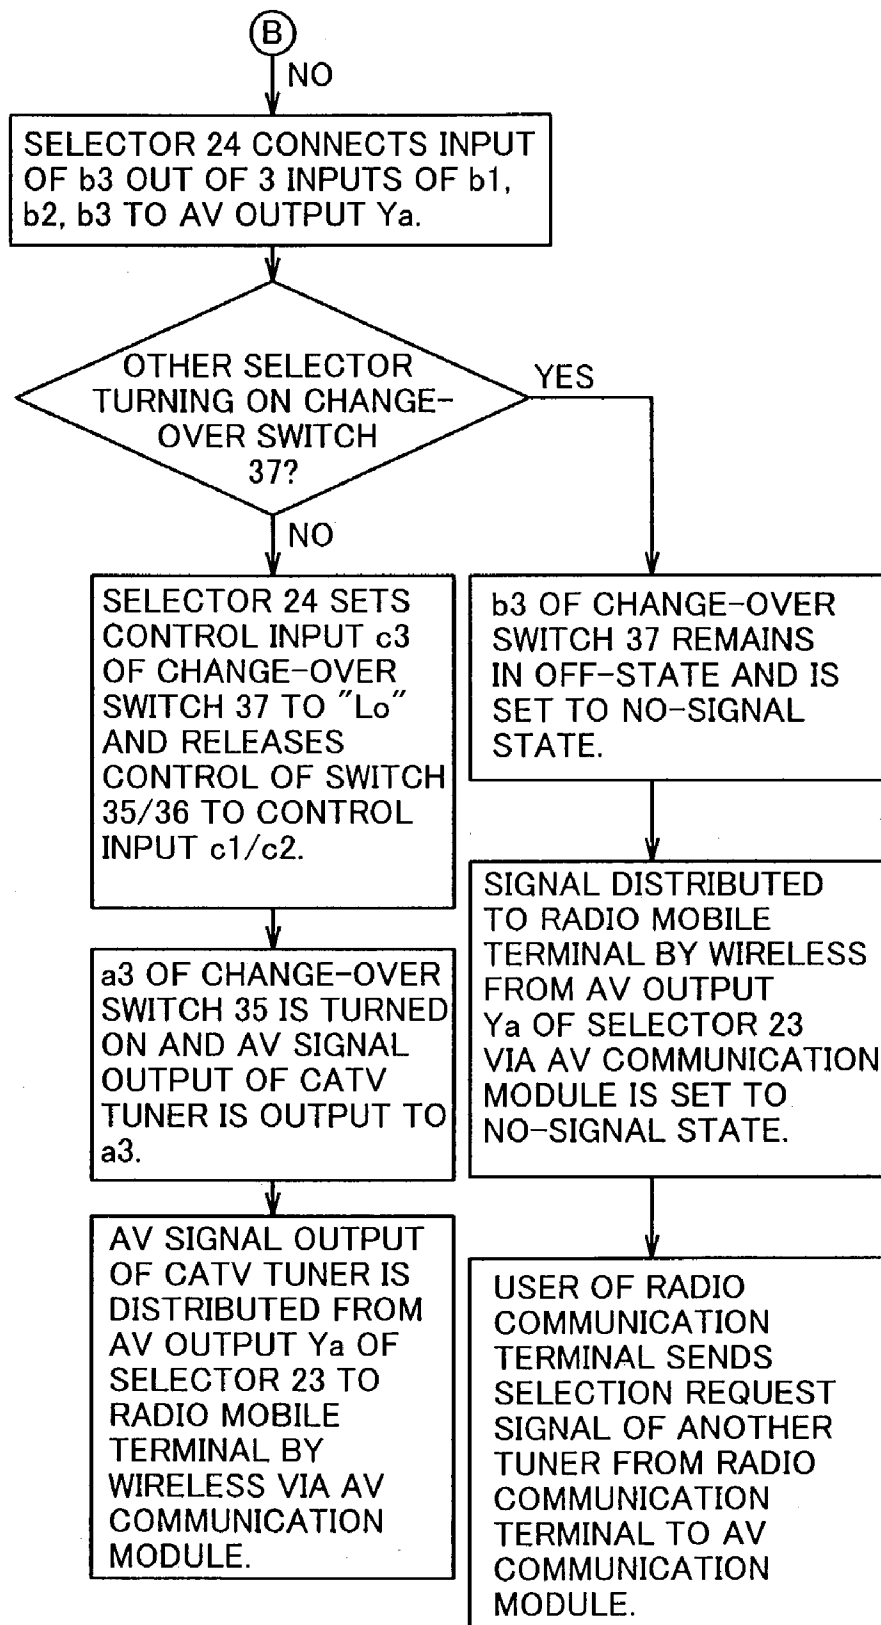 B
NO
SELECTOR 24 CONNECTS INPUT
OF b3 OUT OF 3 INPUTS OF b1,
b2, b3 TO AV OUTPUT Ya.
OTHER SELECTOR
TURNING ON CHANGE-
OVER SWITCH
37?
YES
NO
SELECTOR 24 SETS
CONTROL INPUT c3
OF CHANGE-OVER
SWITCH 37 TO "Lo"
AND RELEASES
CONTROL OF SWITCH
35/36 TO CONTROL
INPUT c1/c2.
a3 OF CHANGE-OVER
SWITCH 35 IS TURNED
ON AND AV SIGNAL
OUTPUT OF CATV
TUNER IS OUTPUT TO
a3.
AV SIGNAL OUTPUT
OF CATV TUNER IS
DISTRIBUTED FROM
AV OUTPUT Ya OF
SELECTOR 23 TO
RADIO MOBILE
TERMINAL BY
WIRELESS VIA AV
COMMUNICATION
MODULE.
b3 OF CHANGE-OVER
SWITCH 37 REMAINS
IN OFF-STATE AND IS
SET TO NO-SIGNAL
STATE.
SIGNAL DISTRIBUTED
TO RADIO MOBILE
TERMINAL BY WIRELESS
FROM AV OUTPUT
Ya OF SELECTOR 23
VIA AV COMMUNICATION
MODULE IS SET TO
NO-SIGNAL STATE.
USER OF RADIO
COMMUNICATION
TERMINAL SENDS
SELECTION REQUEST
SIGNAL OF ANOTHER
TUNER FROM RADIO
COMMUNICATION
TERMINAL TO AV
COMMUNICATION
MODULE.